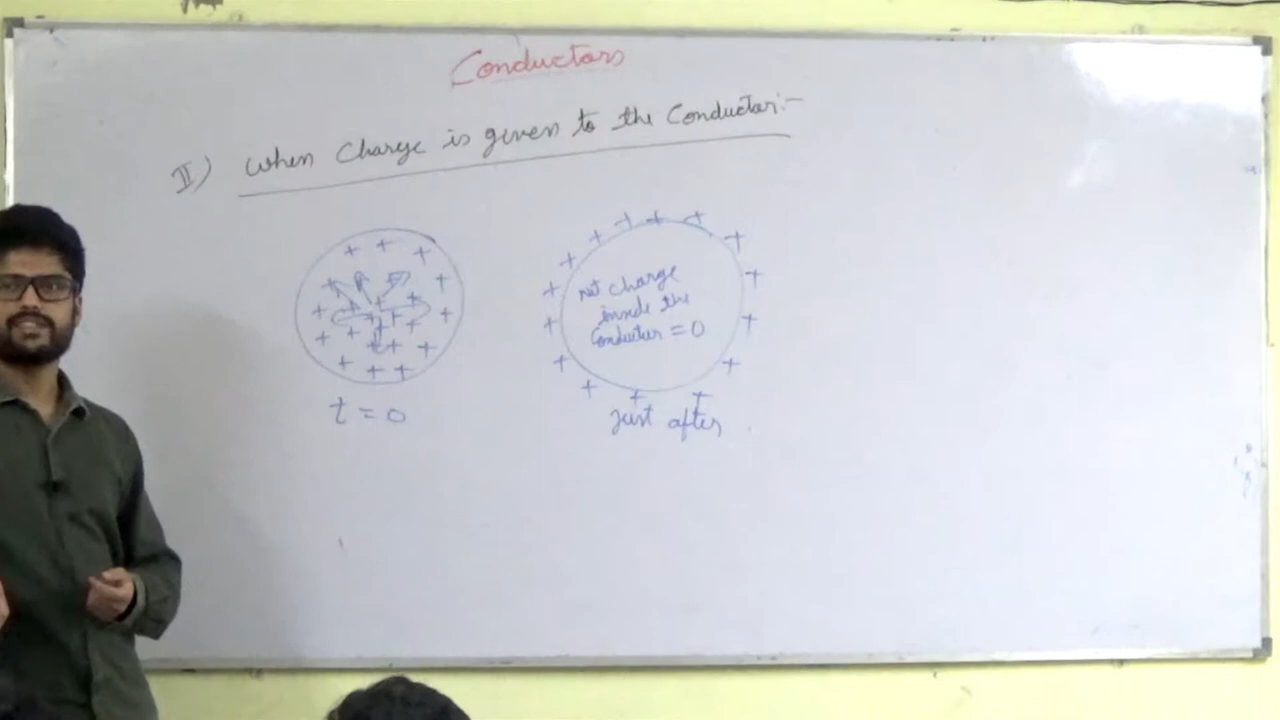 Conductors
II) When Charge is given to the Conductor:-
Net charge
inside the
Conductor = 0
t = 0
Just after